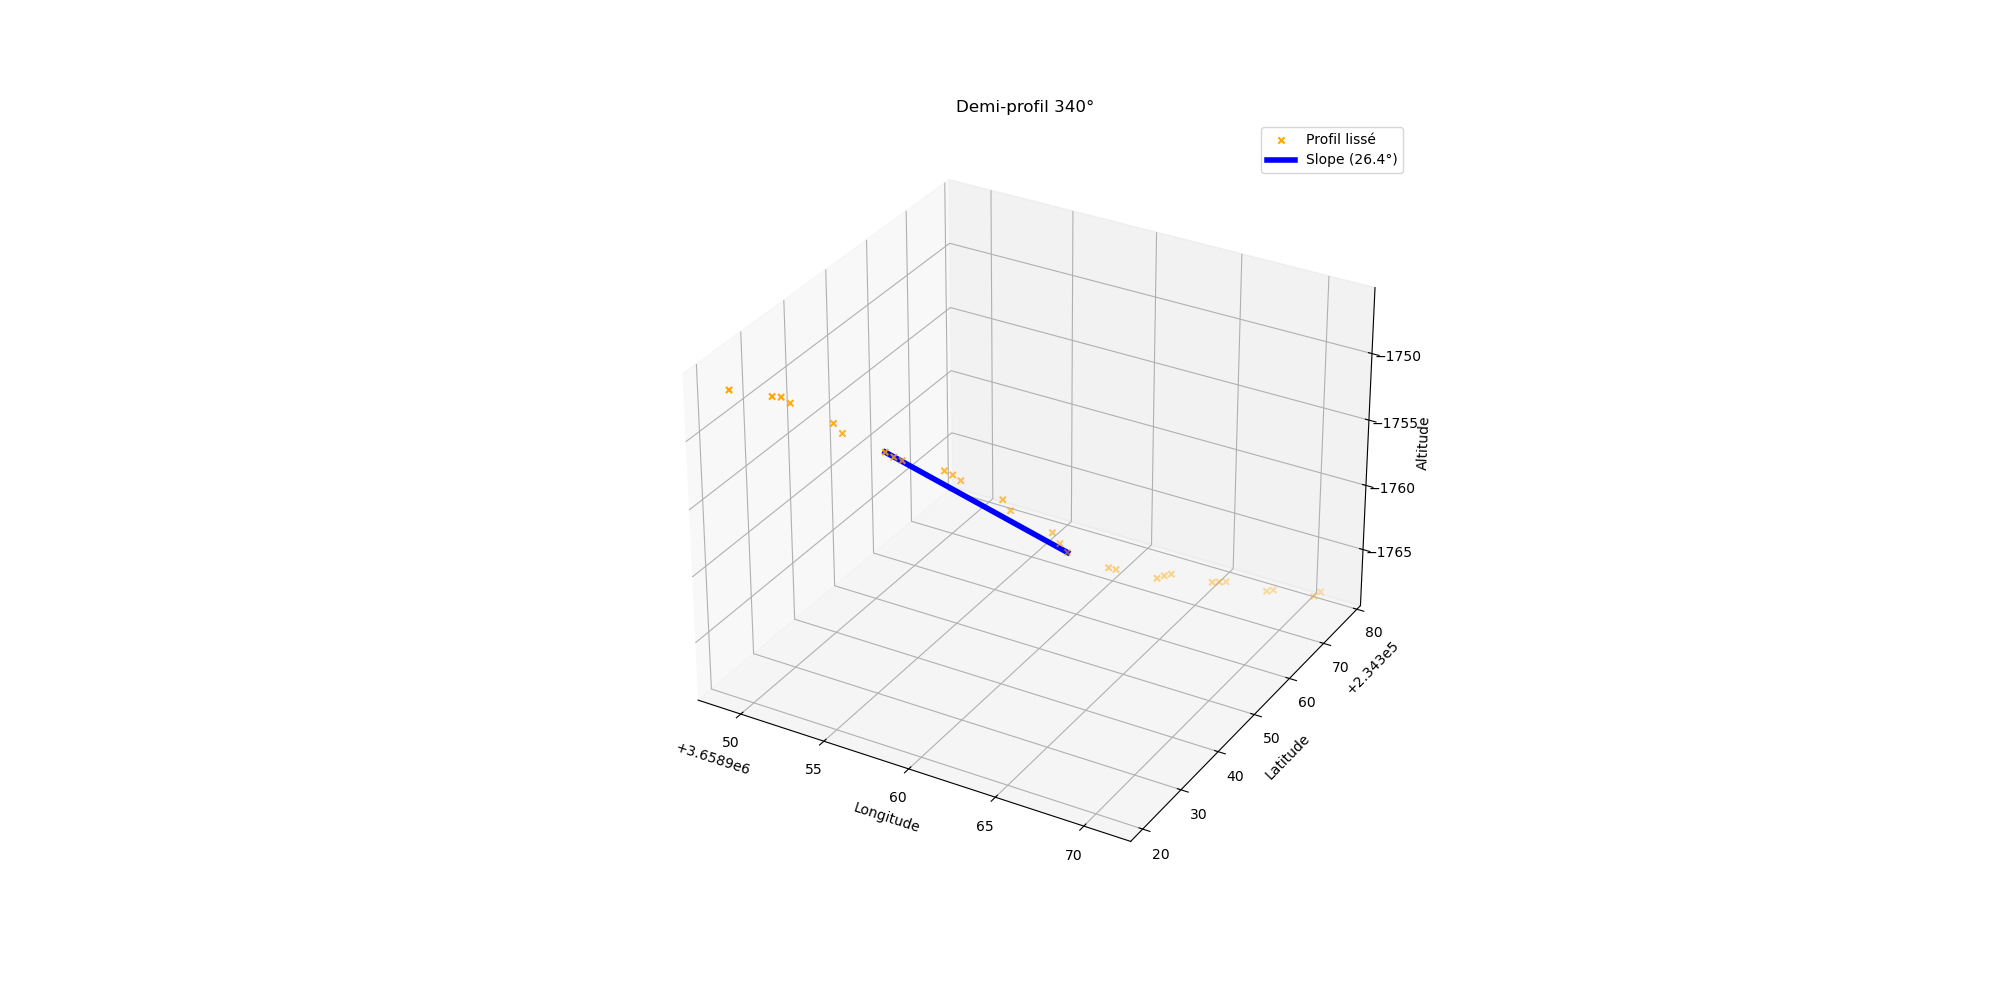 Demi-profil 340°
Profil lissé
Slope (26.4°)
−1750
−1755
−1760
−1765
Altitude
80
70
60
50
40
30
20
+2.343e5
Latitude
50
55
60
65
70
+3.6589e6
Longitude